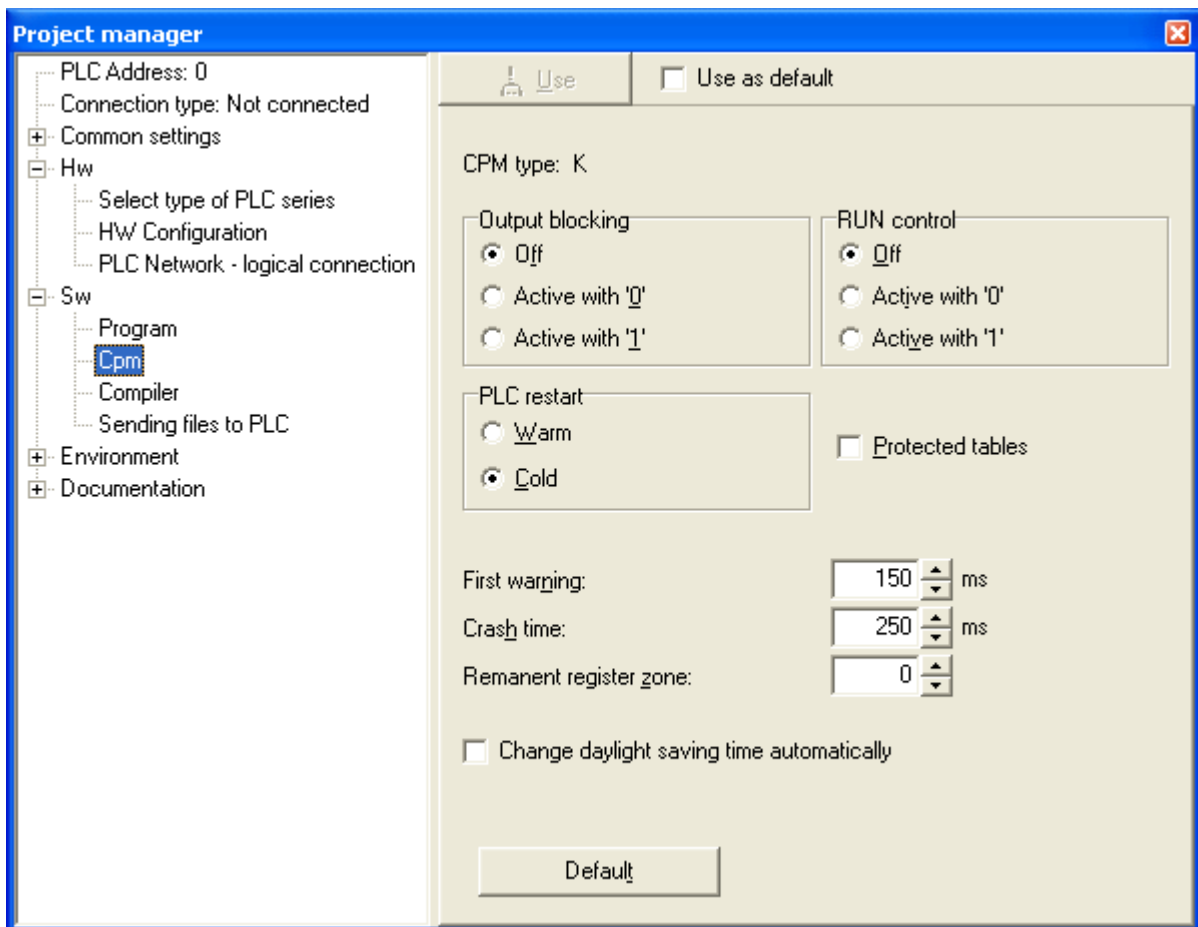 Project manager
PLC Address: 0
Connection type: Not connected
Common settings
Hw
Select type of PLC series
HW Configuration
PLC Network - logical connection
Sw
Program
Cpm
Compiler
Sending files to PLC
Environment
Documentation
Use
Use as default
CPM type: K
Output blocking
Off
Active with '0'
Active with '1'
RUN control
Off
Active with '0'
Active with '1'
PLC restart
Warm
Cold
Protected tables
First warning: 150 ms
Crash time: 250 ms
Remanent register zone: 0
Change daylight saving time automatically
Default